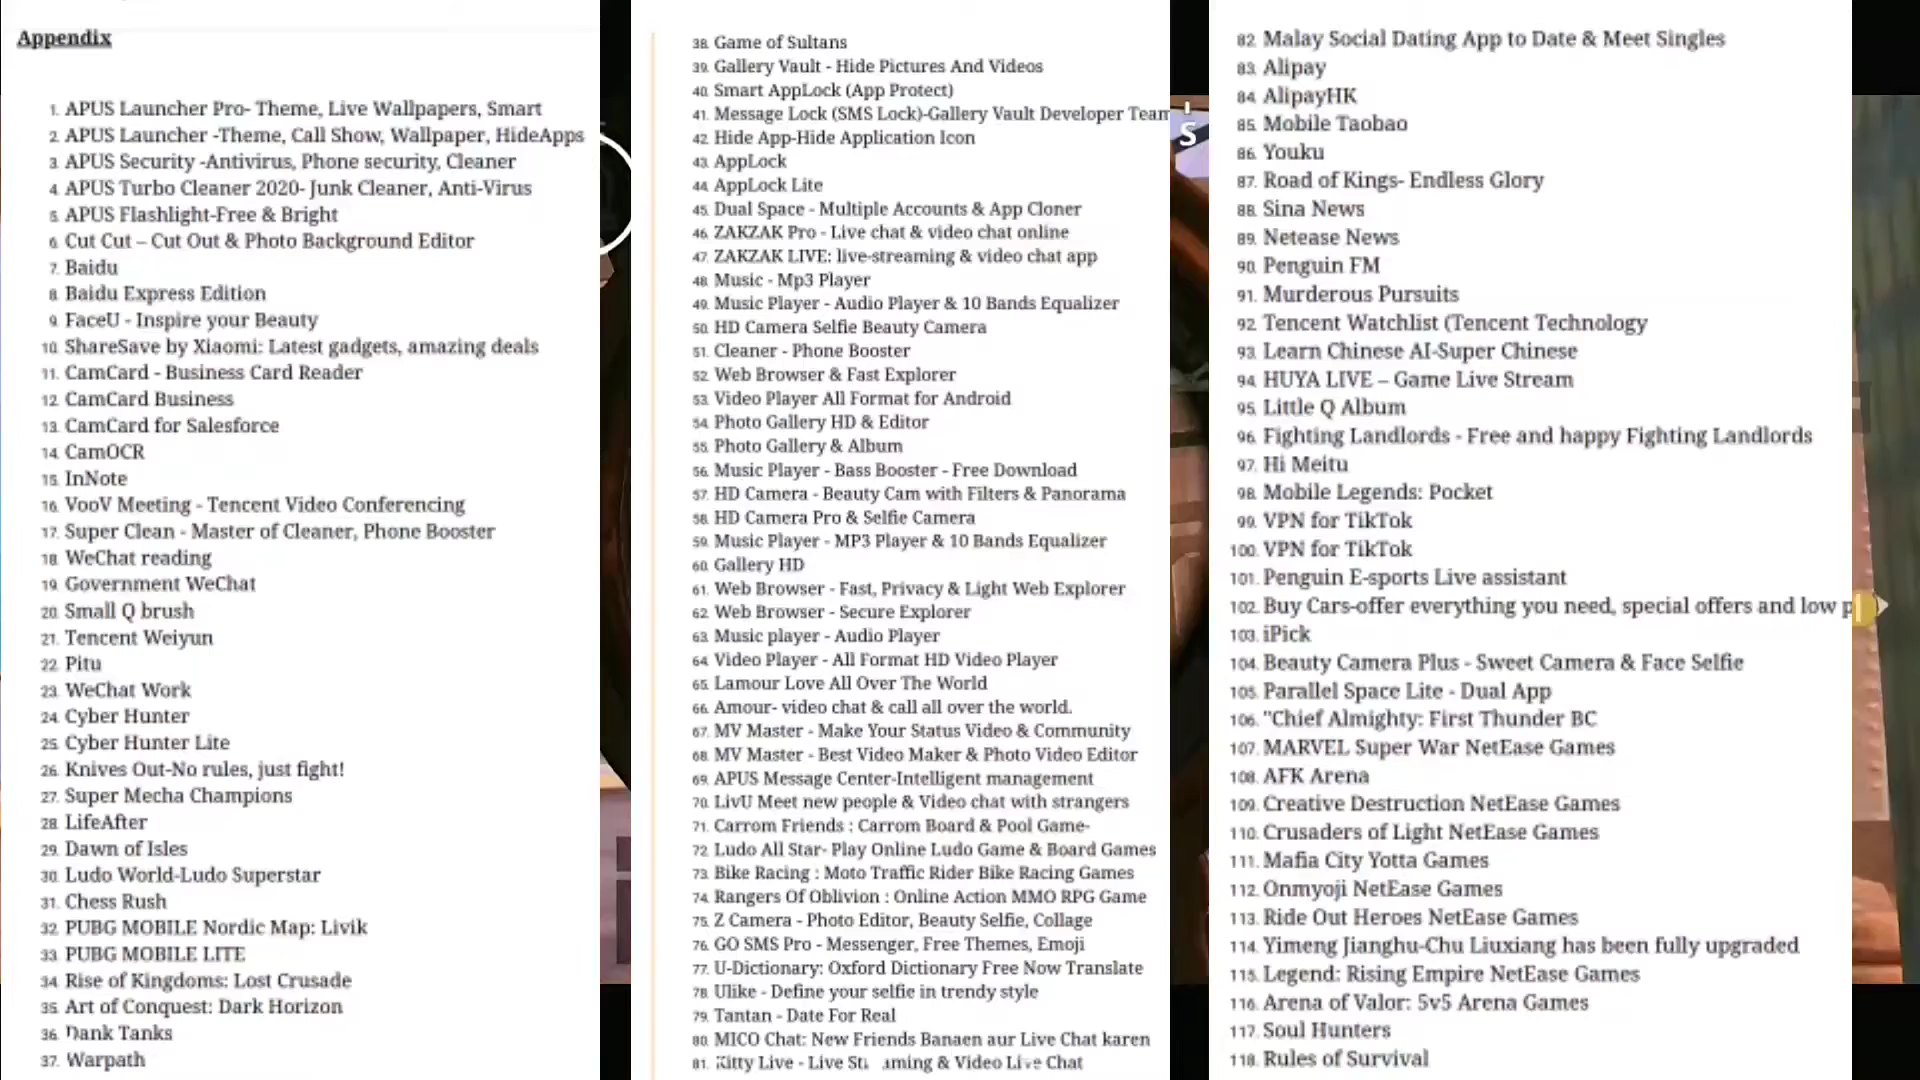 Appendix
1. APUS Launcher Pro- Theme, Live Wallpapers, Smart
2. APUS Launcher -Theme, Call Show, Wallpaper, HideApps
3. APUS Security -Antivirus, Phone security, Cleaner
4. APUS Turbo Cleaner 2020- Junk Cleaner, Anti-Virus
5. APUS Flashlight-Free & Bright
6. Cut Cut – Cut Out & Photo Background Editor
7. Baidu
8. Baidu Express Edition
9. FaceU - Inspire your Beauty
10. ShareSave by Xiaomi: Latest gadgets, amazing deals
11. CamCard - Business Card Reader
12. CamCard Business
13. CamCard for Salesforce
14. CamOCR
15. InNote
16. VooV Meeting - Tencent Video Conferencing
17. Super Clean - Master of Cleaner, Phone Booster
18. WeChat reading
19. Government WeChat
20. Small Q brush
21. Tencent Weiyun
22. Pitu
23. WeChat Work
24. Cyber Hunter
25. Cyber Hunter Lite
26. Knives Out-No rules, just fight!
27. Super Mecha Champions
28. LifeAfter
29. Dawn of Isles
30. Ludo World-Ludo Superstar
31. Chess Rush
32. PUBG MOBILE Nordic Map: Livik
33. PUBG MOBILE LITE
34. Rise of Kingdoms: Lost Crusade
35. Art of Conquest: Dark Horizon
36. Dank Tanks
37. Warpath
38. Game of Sultans
39. Gallery Vault - Hide Pictures And Videos
40. Smart AppLock (App Protect)
41. Message Lock (SMS Lock)-Gallery Vault Developer Team
42. Hide App-Hide Application Icon
43. AppLock
44. AppLock Lite
45. Dual Space - Multiple Accounts & App Cloner
46. ZAKZAK Pro - Live chat & video chat online
47. ZAKZAK LIVE: live-streaming & video chat app
48. Music - Mp3 Player
49. Music Player - Audio Player & 10 Bands Equalizer
50. HD Camera Selfie Beauty Camera
51. Cleaner - Phone Booster
52. Web Browser & Fast Explorer
53. Video Player All Format for Android
54. Photo Gallery HD & Editor
55. Photo Gallery & Album
56. Music Player - Bass Booster - Free Download
57. HD Camera - Beauty Cam with Filters & Panorama
58. HD Camera Pro & Selfie Camera
59. Music Player - MP3 Player & 10 Bands Equalizer
60. Gallery HD
61. Web Browser - Fast, Privacy & Light Web Explorer
62. Web Browser - Secure Explorer
63. Music player - Audio Player
64. Video Player - All Format HD Video Player
65. Lamour Love All Over The World
66. Amour- video chat & call all over the world.
67. MV Master - Make Your Status Video & Community
68. MV Master - Best Video Maker & Photo Video Editor
69. APUS Message Center-Intelligent management
70. LivU Meet new people & Video chat with strangers
71. Carrom Friends : Carrom Board & Pool Game-
72. Ludo All Star- Play Online Ludo Game & Board Games
73. Bike Racing : Moto Traffic Rider Bike Racing Games
74. Rangers Of Oblivion : Online Action MMO RPG Game
75. Z Camera - Photo Editor, Beauty Selfie, Collage
76. GO SMS Pro - Messenger, Free Themes, Emoji
77. U-Dictionary: Oxford Dictionary Free Now Translate
78. Ulike - Define your selfie in trendy style
79. Tantan - Date For Real
80. MICO Chat: New Friends Banaen aur Live Chat karen
81. Kitty Live - Live & Video Live Chat
S
82. Malay Social Dating App to Date & Meet Singles
83. Alipay
84. AlipayHK
85. Mobile Taobao
86. Youku
87. Road of Kings- Endless Glory
88. Sina News
89. Netease News
90. Penguin FM
91. Murderous Pursuits
92. Tencent Watchlist (Tencent Technology
93. Learn Chinese AI-Super Chinese
94. HUYA LIVE – Game Live Stream
95. Little Q Album
96. Fighting Landlords - Free and happy Fighting Landlords
97. Hi Meitu
98. Mobile Legends: Pocket
99. VPN for TikTok
100. VPN for TikTok
101. Penguin E-sports Live assistant
102. Buy Cars-offer everything you need, special offers and low p
103. iPick
104. Beauty Camera Plus - Sweet Camera & Face Selfie
105. Parallel Space Lite - Dual App
106. "Chief Almighty: First Thunder BC
107. MARVEL Super War NetEase Games
108. AFK Arena
109. Creative Destruction NetEase Games
110. Crusaders of Light NetEase Games
111. Mafia City Yotta Games
112. Onmyoji NetEase Games
113. Ride Out Heroes NetEase Games
114. Yimeng Jianghu-Chu Liuxiang has been fully upgraded
115. Legend: Rising Empire NetEase Games
116. Arena of Valor: 5v5 Arena Games
117. Soul Hunters
118. Rules of Survival